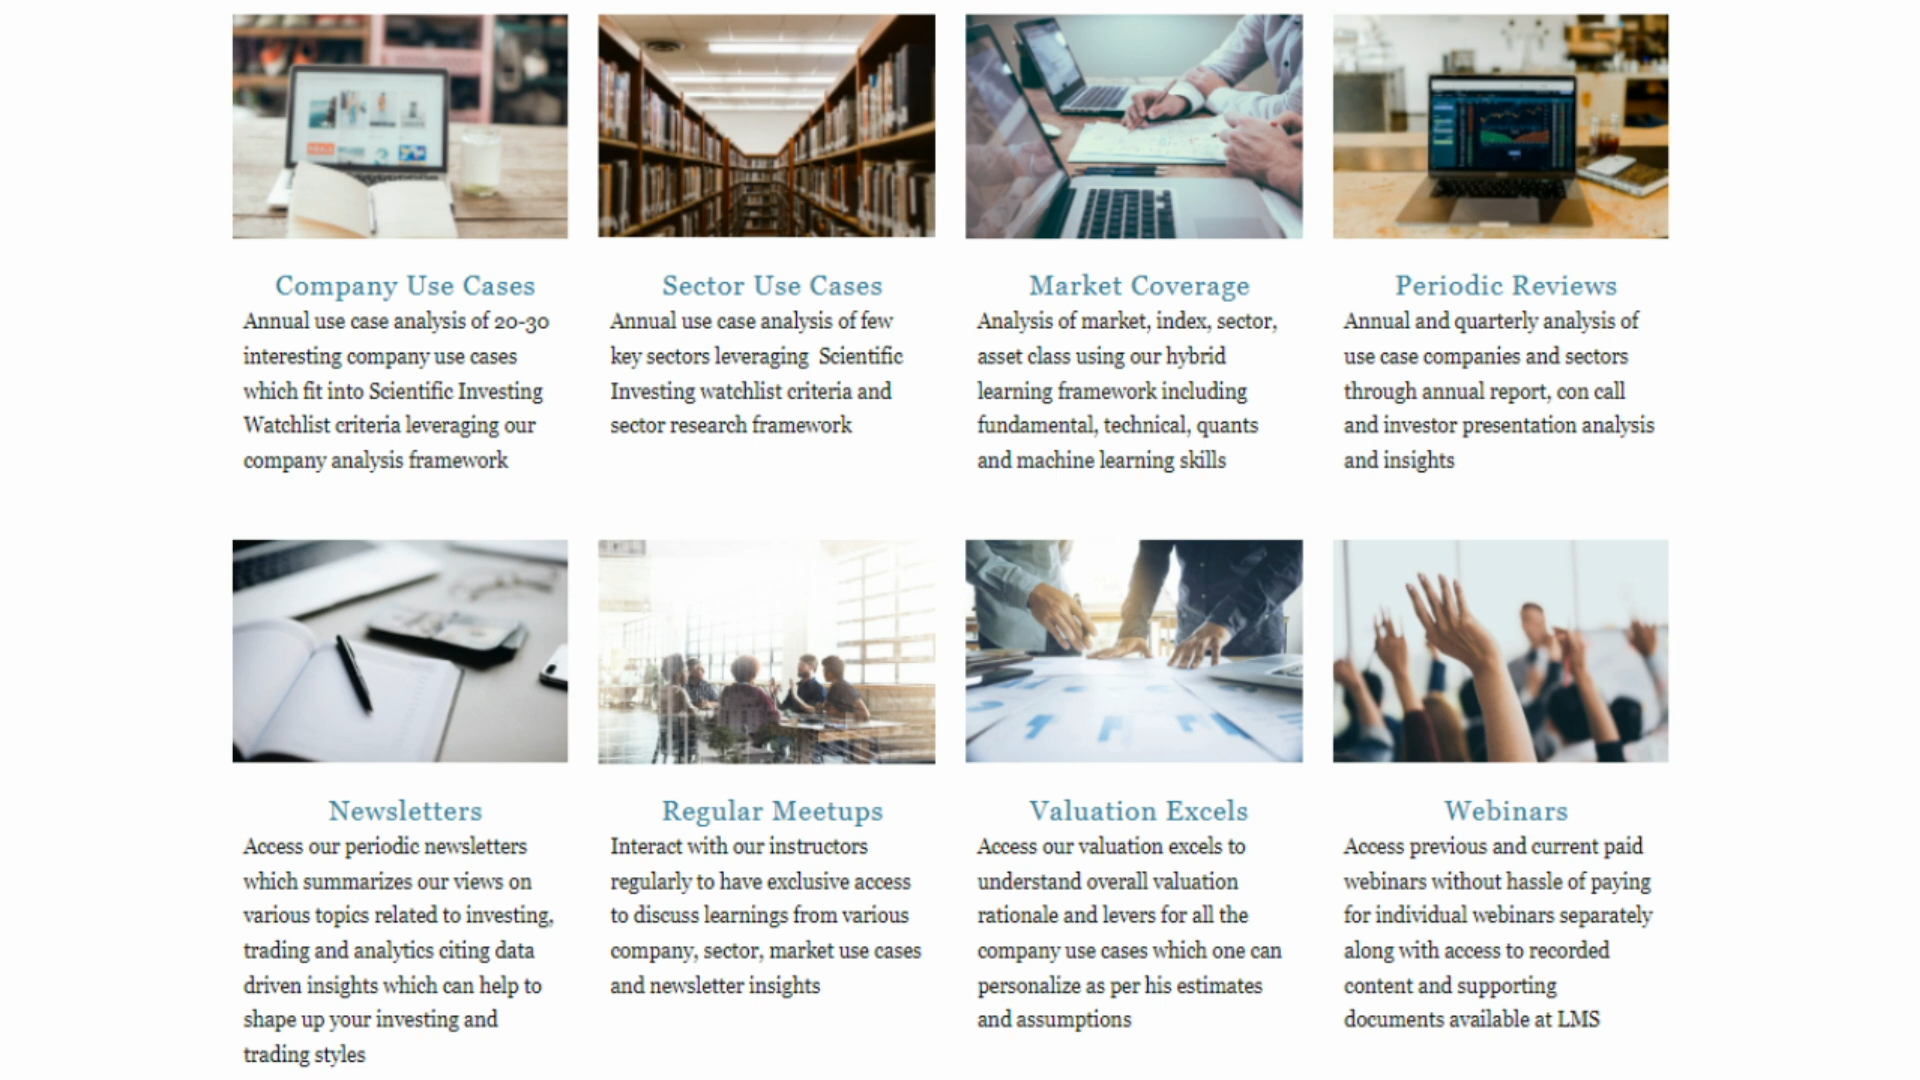 Company Use Cases
Annual use case analysis of 20-30
interesting company use cases
which fit into Scientific Investing
Watchlist criteria leveraging our
company analysis framework
Sector Use Cases
Annual use case analysis of few
key sectors leveraging Scientific
Investing watchlist criteria and
sector research framework
Market Coverage
Analysis of market, index, sector,
asset class using our hybrid
learning framework including
fundamental, technical, quants
and machine learning skills
Periodic Reviews
Annual and quarterly analysis of
use case companies and sectors
through annual report, con call
and investor presentation analysis
and insights
Newsletters
Access our periodic newsletters
which summarizes our views on
various topics related to investing,
trading and analytics citing data
driven insights which can help to
shape up your investing and
trading styles
Regular Meetups
Interact with our instructors
regularly to have exclusive access
to discuss learnings from various
company, sector, market use cases
and newsletter insights
Valuation Excels
Access our valuation excels to
understand overall valuation
rationale and levers for all the
company use cases which one can
personalize as per his estimates
and assumptions
Webinars
Access previous and current paid
webinars without hassle of paying
for individual webinars separately
along with access to recorded
content and supporting
documents available at LMS